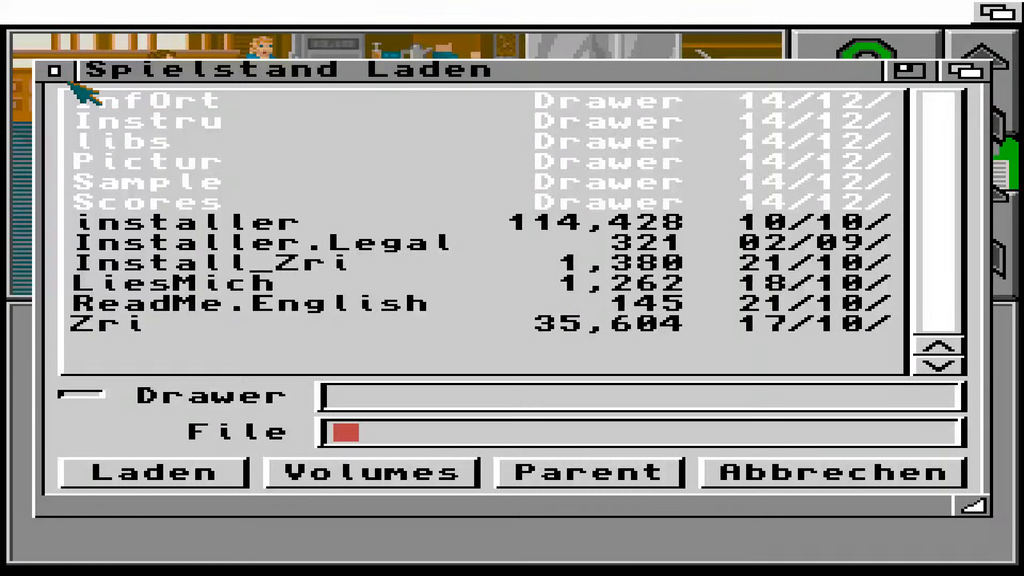 Spielstand Laden
InfOrt Drawer 14/12/
Instru Drawer 14/12/
libs Drawer 14/12/
Pictur Drawer 14/12/
Sample Drawer 14/12/
Scores Drawer 14/12/
installer 114,428 10/10/
Installer.Legal 321 02/09/
Install_Zri 1,380 21/10/
LiesMich 1,262 18/10/
ReadMe.English 145 21/10/
Zri 35,604 17/10/
Drawer
File
Laden Volumes Parent Abbrechen